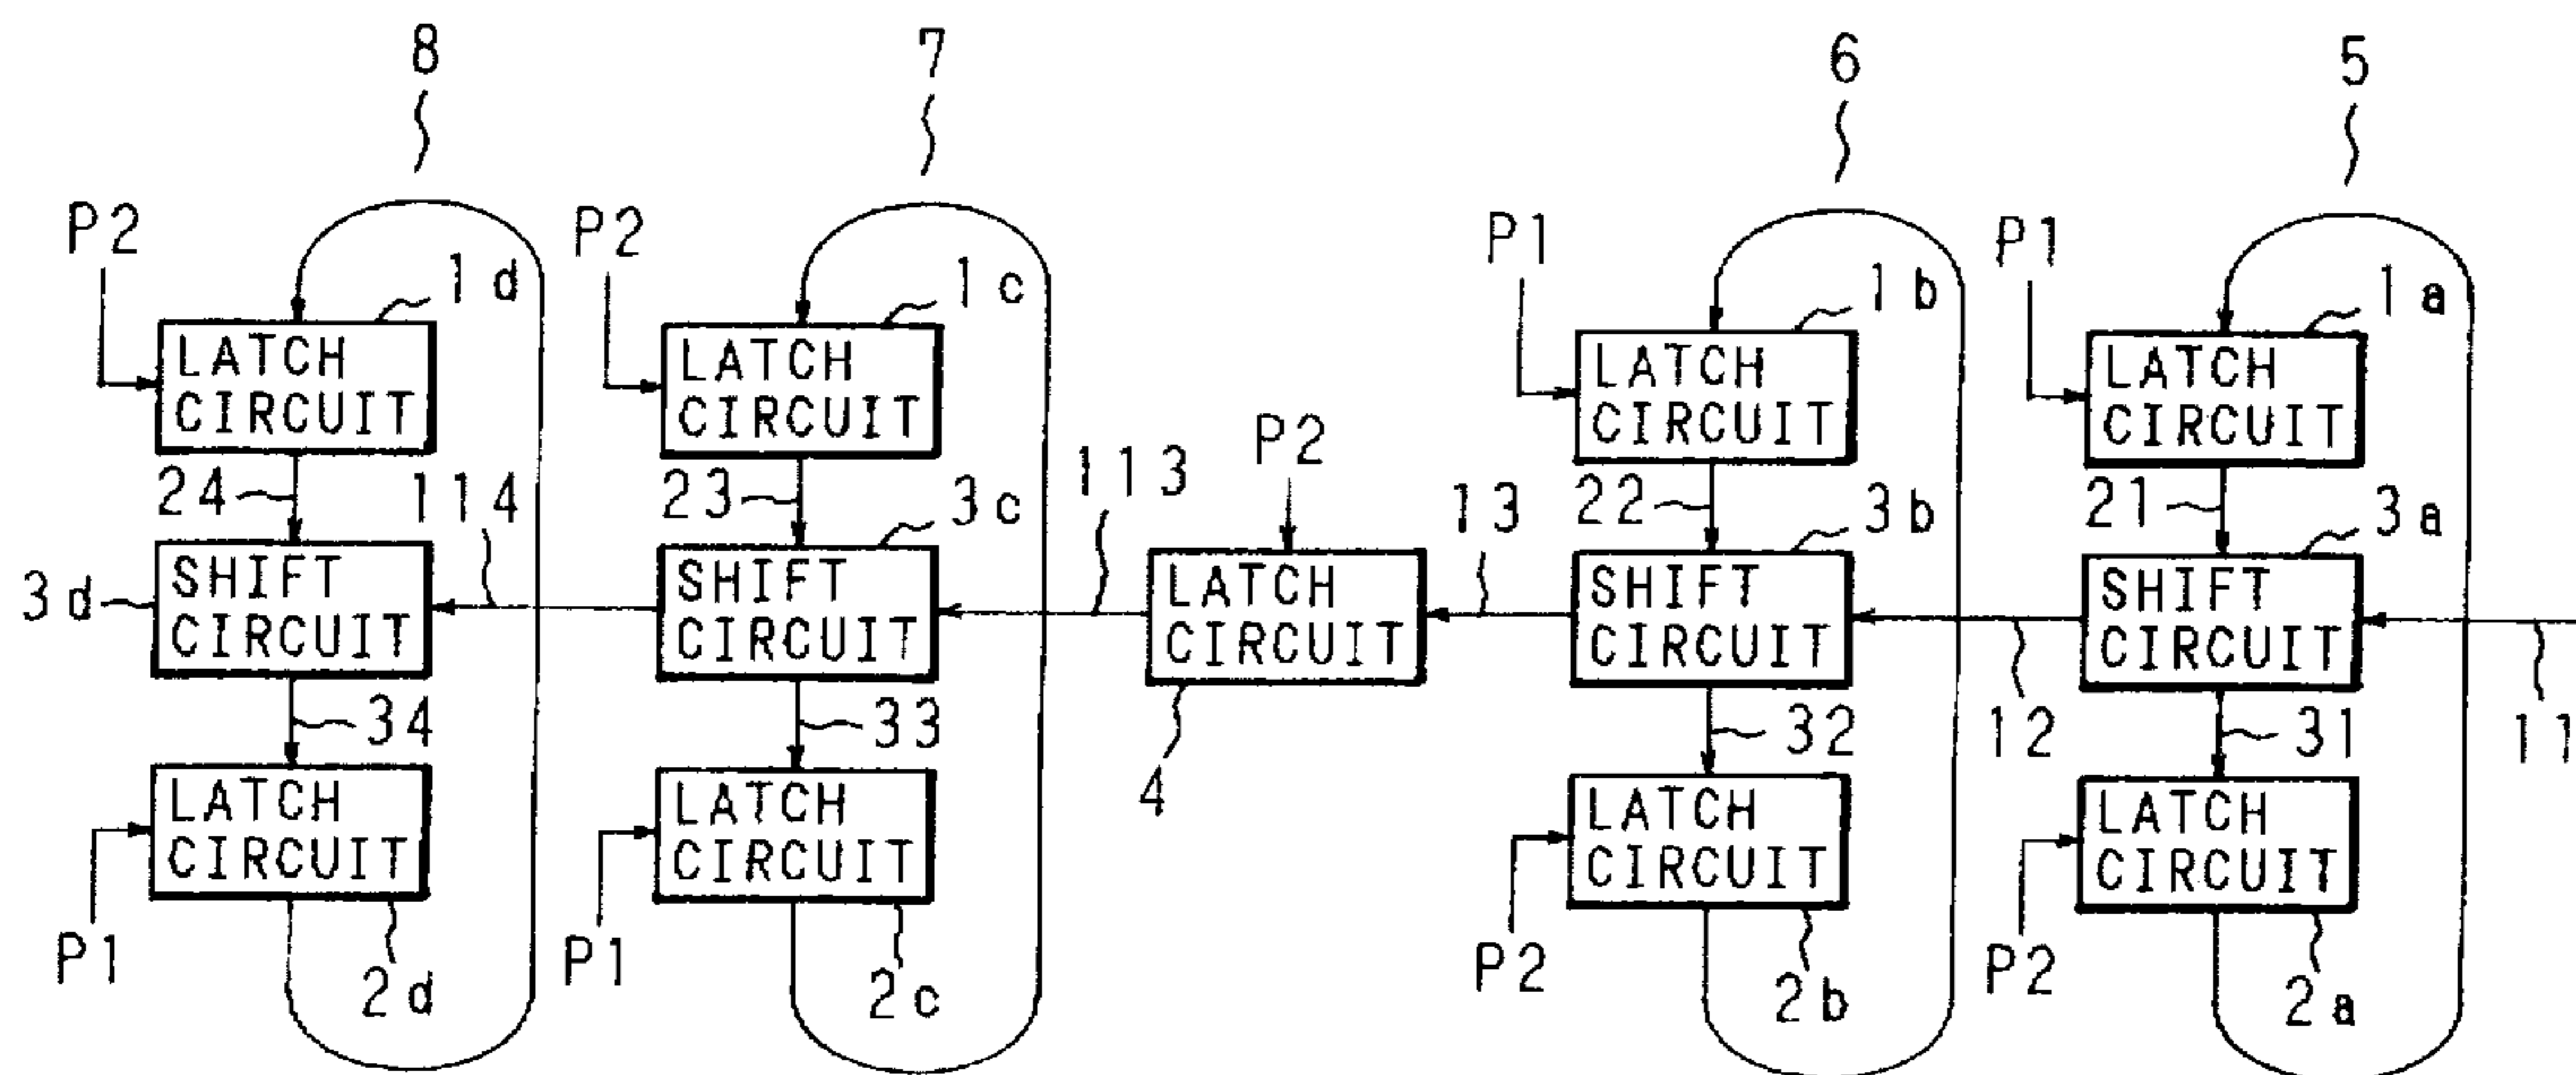 8
7
6
5
P2
P2
P1
P1
1d
1c
1b
1a
LATCH
CIRCUIT
LATCH
CIRCUIT
LATCH
CIRCUIT
LATCH
CIRCUIT
P2
24
114
23
3c
113
13
22
3b
21
3a
3d
SHIFT
CIRCUIT
SHIFT
CIRCUIT
LATCH
CIRCUIT
SHIFT
CIRCUIT
SHIFT
CIRCUIT
34
33
4
32
12
31
11
LATCH
CIRCUIT
LATCH
CIRCUIT
LATCH
CIRCUIT
LATCH
CIRCUIT
P1
2d
P1
2c
P2
2b
P2
2a